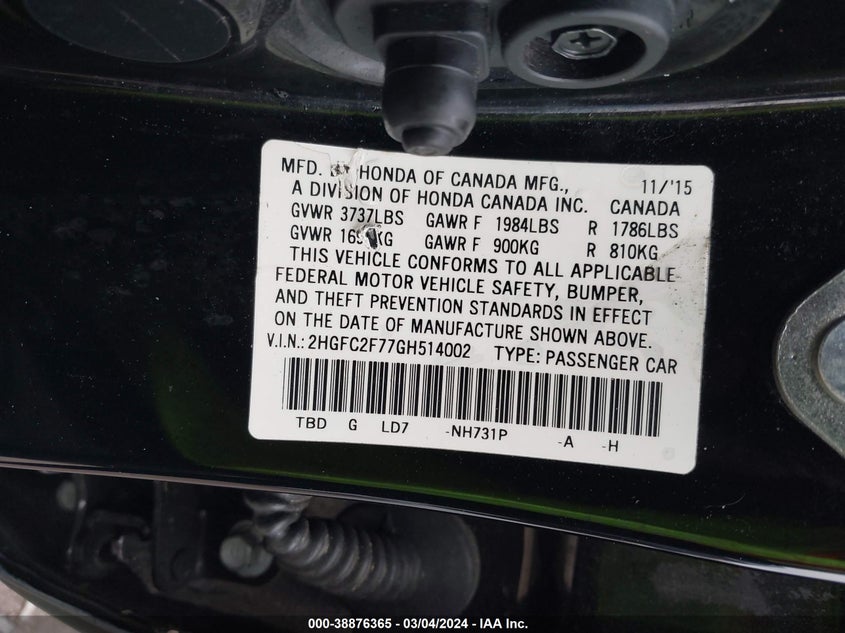 MFD. BY HONDA OF CANADA MFG., 11/'15
A DIVISION OF HONDA CANADA INC. CANADA
GVWR 3737LBS GAWR F 1984LBS R 1786LBS
GVWR GAWR F 900KG R 810KG
THIS VEHICLE CONFORMS TO ALL APPLICABLE
FEDERAL MOTOR VEHICLE SAFETY, BUMPER,
AND THEFT PREVENTION STANDARDS IN EFFECT
ON THE DATE OF MANUFACTURE SHOWN ABOVE.
V.I.N.: 2HGFC2F77GH514002 TYPE: PASSENGER CAR
TBD G LD7 -NH731P -A -H
000-38876365 - 03/04/2024 - IAA Inc.